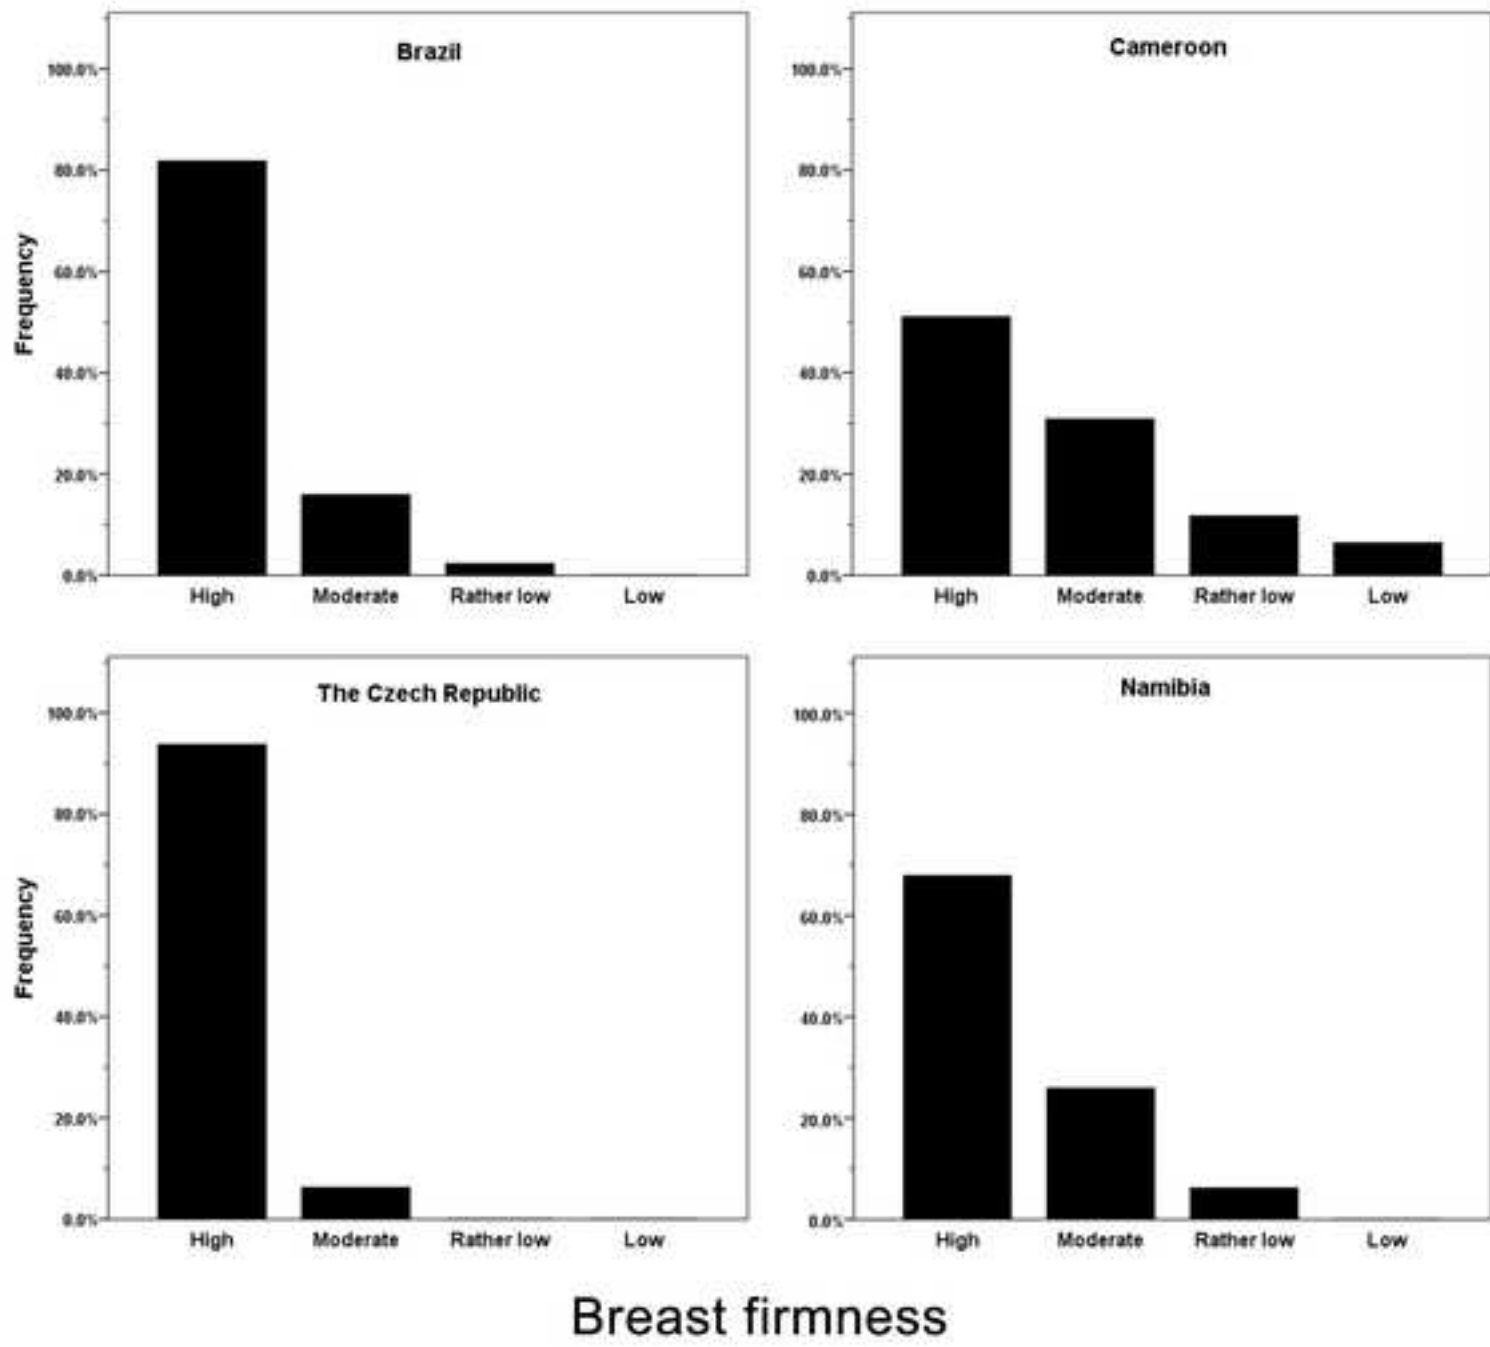 Brazil
100.0%
80.0%
60.0%
40.0%
20.0%
0.0%
Frequency
High Moderate Rather low Low
Cameroon
100.0%
80.0%
60.0%
40.0%
20.0%
0.0%
High Moderate Rather low Low
The Czech Republic
100.0%
80.0%
60.0%
40.0%
20.0%
0.0%
Frequency
High Moderate Rather low Low
Namibia
100.0%
80.0%
60.0%
40.0%
20.0%
0.0%
High Moderate Rather low Low
Breast firmness